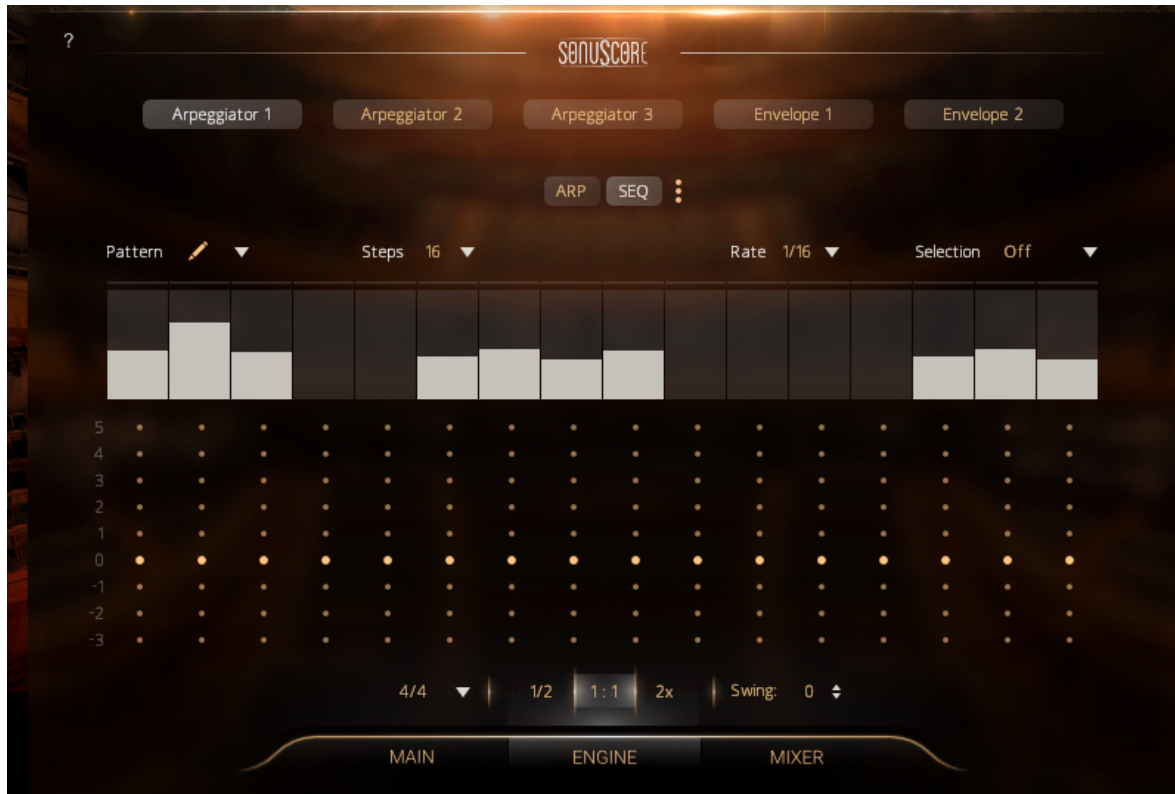 ?
SONUSCORE
Arpeggiator 1 Arpeggiator 2 Arpeggiator 3 Envelope 1 Envelope 2
ARP SEQ
Pattern Steps 16 Rate 1/16 Selection Off
5
4
3
2
1
0
-1
-2
-3
4/4 1/2 1:1 2x Swing: 0
MAIN ENGINE MIXER